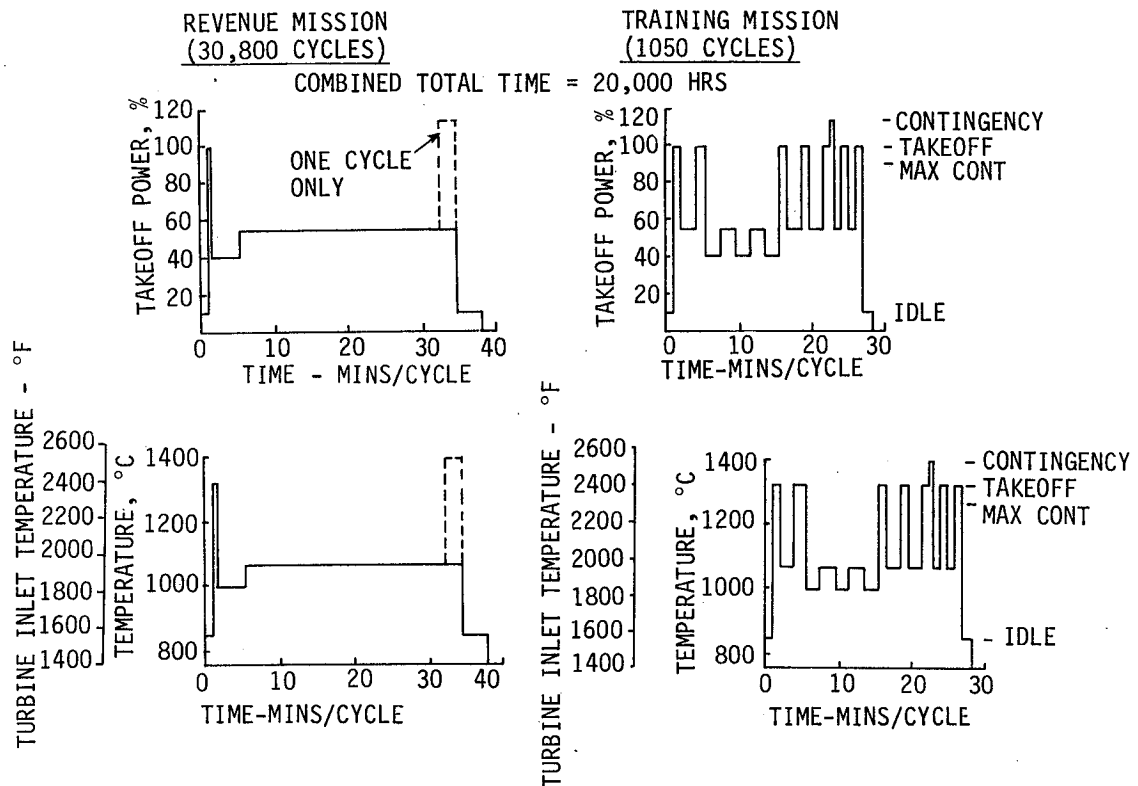 REVENUE MISSION
(30,800 CYCLES)
TRAINING MISSION
(1050 CYCLES)
COMBINED TOTAL TIME = 20,000 HRS
TAKEOFF POWER, %
120
100
80
60
40
20
ONE CYCLE
ONLY
0 10 20 30 40
TIME - MINS/CYCLE
TAKEOFF POWER, %
120
100
80
60
40
20
- CONTINGENCY
- TAKEOFF
- MAX CONT
IDLE
0 10 20 30
TIME-MINS/CYCLE
TURBINE INLET TEMPERATURE - °F
2600
2400
2200
2000
1800
1600
1400
TEMPERATURE, °C
1400
1200
1000
800
0 10 20 30 40
TIME-MINS/CYCLE
TURBINE INLET TEMPERATURE - °F
2600
2400
2200
2000
1800
1600
1400
TEMPERATURE, °C
1400
1200
1000
800
- CONTINGENCY
- TAKEOFF
- MAX CONT
- IDLE
0 10 20 30
TIME-MINS/CYCLE